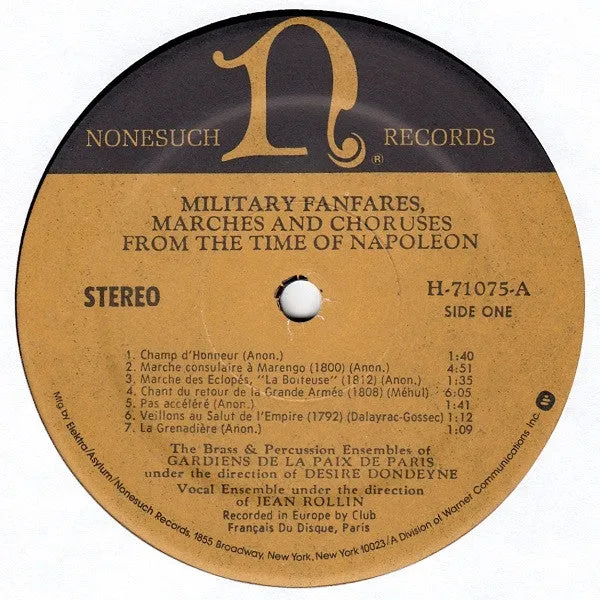 n
NONESUCH RECORDS
(R)
MILITARY FANFARES,
MARCHES AND CHORUSES
FROM THE TIME OF NAPOLEON
STEREO
H-71075-A
SIDE ONE
1. Champ d'Honneur (Anon.) 1:40
2. Marche consulaire à Marengo (1800) (Anon.) 4:51
3. Marche des Eclopés, "La Boiteuse" (1812) (Anon.) 1:35
4. Chant du retour de la Grande Armés (1808) (Méhul) 6:05
5. Pas accéléré (Anon.) 1:41
6. Veillons au Salut de l'Empire (1792) (Dalayrac-Gossec) 1:12
7. La Grenadière (Anon.) 1:09
The Brass & Percussion Ensembles of
GARDIENS DE LA PAIX DE PARIS
under the direction of DESIRE DONDEYNE
Vocal Ensemble under the direction
of JEAN ROLLIN
Recorded in Europe by Club
Français Du Disque, Paris
Mfg by Elektra/Asylum/Nonesuch Records, 1855 Broadway, New York, New York 10023/A Division of Warner Communications Inc.